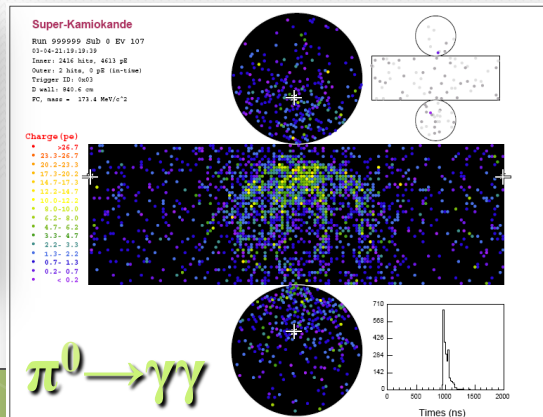 Super-Kamiokande
Run 999999 Sub 0 EV 107
03-04-21:19:19:39
Inner: 2416 hits, 4613 pE
Outer: 2 hits, 0 pE (in-time)
Trigger ID: 0x03
D wall: 840.6 cm
FC, mass = 173.4 MeV/c^2
Charge(pe)
>26.7
23.3-26.7
20.2-23.3
17.3-20.2
14.7-17.3
12.2-14.7
10.0-12.2
8.0-10.0
6.2- 8.0
4.7- 6.2
3.3- 4.7
2.2- 3.3
1.3- 2.2
0.7- 1.3
0.2- 0.7
< 0.2
π⁰→γγ
710
568
426
284
142
0
0 500 1000 1500 2000
Times (ns)